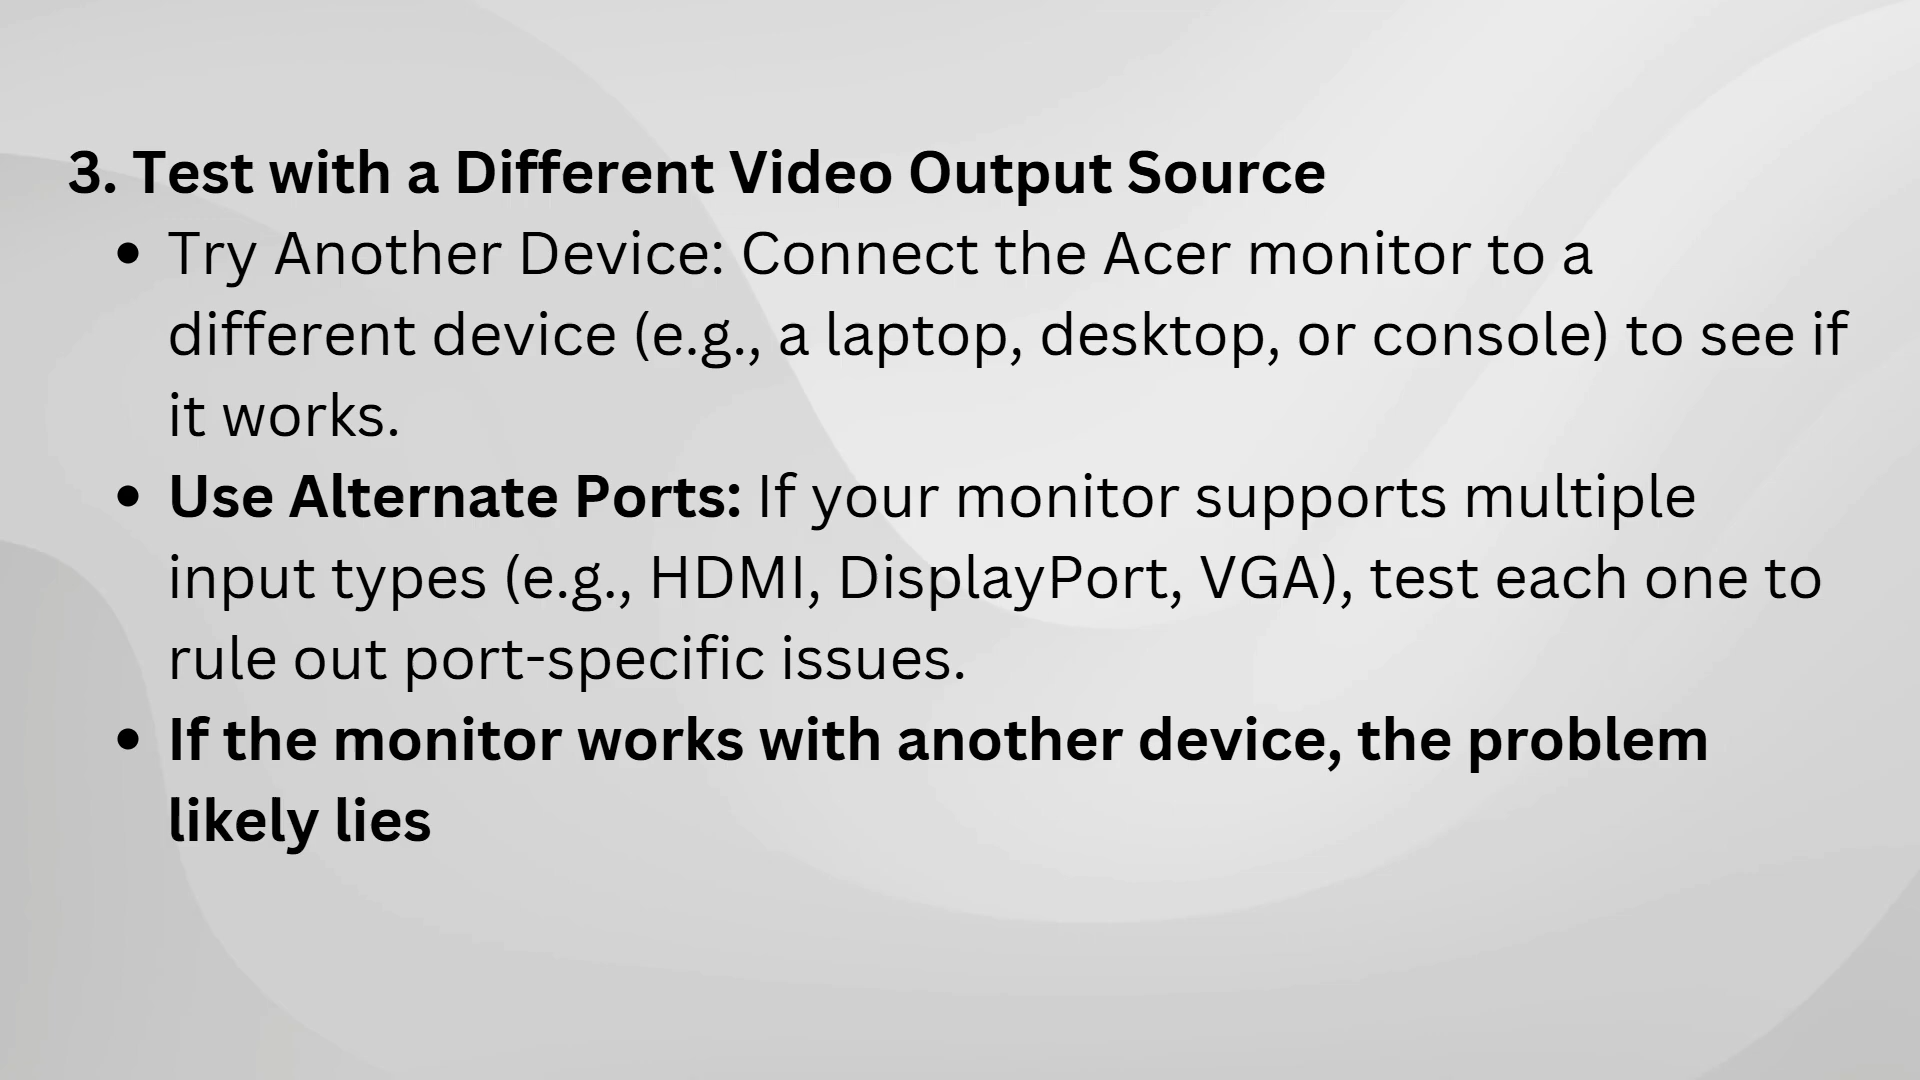 3. Test with a Different Video Output Source
• Try Another Device: Connect the Acer monitor to a
different device (e.g., a laptop, desktop, or console) to see if
it works.
• Use Alternate Ports: If your monitor supports multiple
input types (e.g., HDMI, DisplayPort, VGA), test each one to
rule out port-specific issues.
• If the monitor works with another device, the problem
likely lies